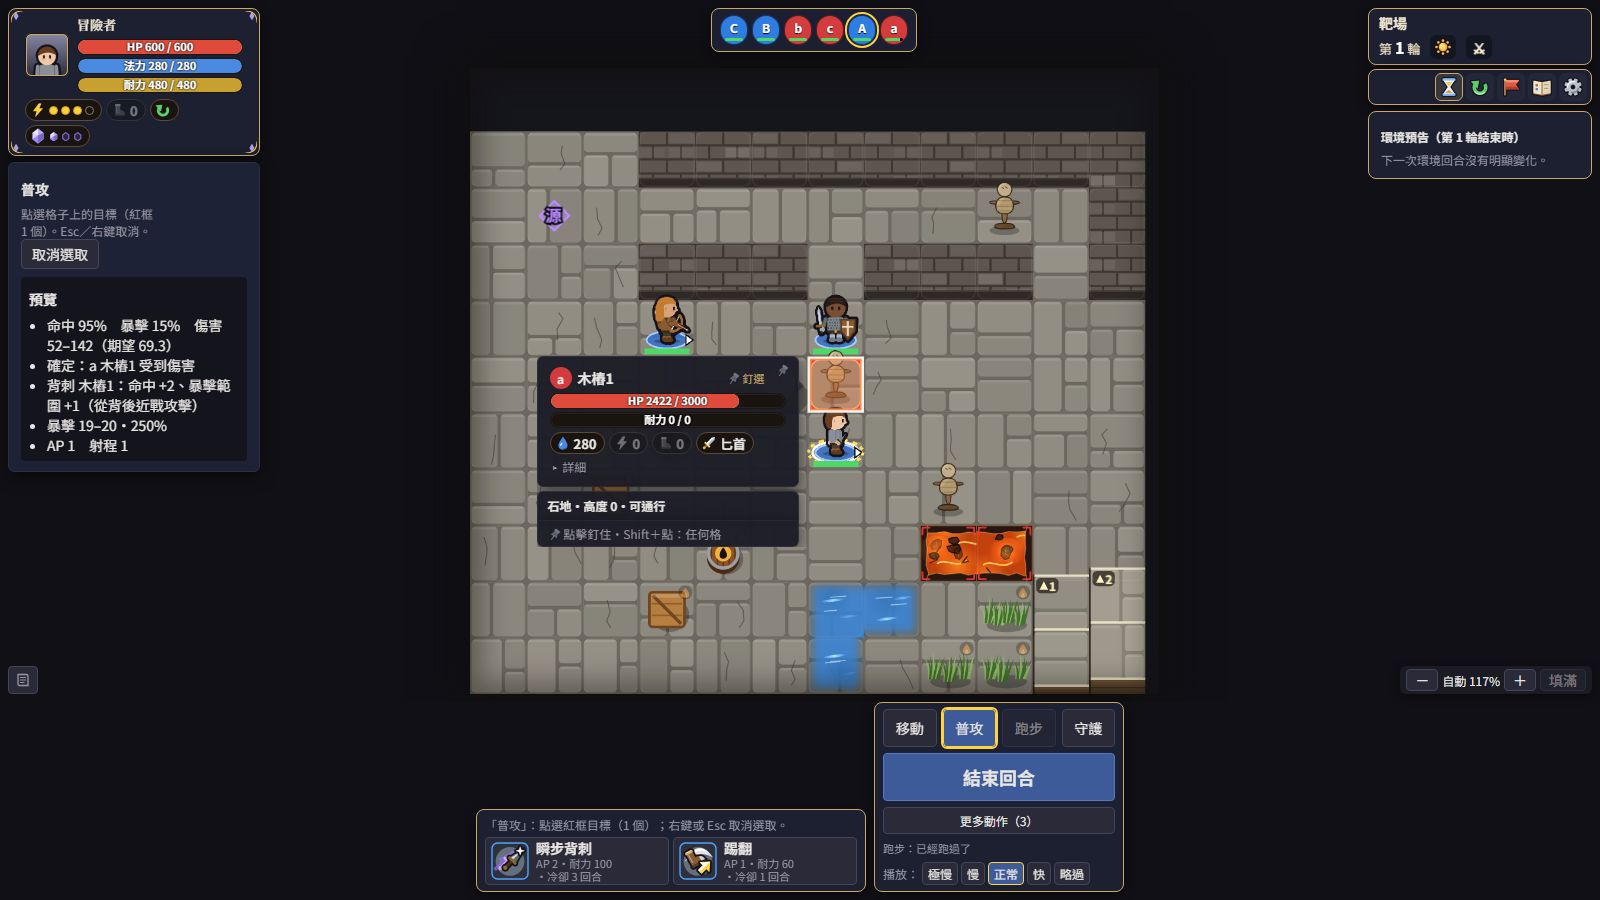 冒險者
HP 600 / 600
法力 280 / 280
耐力 480 / 480
0
普攻
點選格子上的目標（紅框
1 個）。Esc／右鍵取消。
取消選取
預覽
命中 95%　暴擊 15%　傷害
52–142（期望 69.3）
確定：a 木樁1 受到傷害
背刺 木樁1：命中 +2、暴擊範
圍 +1（從背後近戰攻擊）
暴擊 19–20・250%
AP 1　射程 1
C B b c A a
源
a 木樁1 釘選
HP 2422 / 3000
耐力 0 / 0
280 0 0 匕首
詳細
石地・高度 0・可通行
點擊釘住・Shift＋點：任何格
▲1
▲2
靶場
第 1 輪
環境預告（第 1 輪結束時）
下一次環境回合沒有明顯變化。
− 自動 117% + 填滿
移動 普攻 跑步 守護
結束回合
更多動作（3）
跑步：已經跑過了
播放： 極慢 慢 正常 快 略過
「普攻」：點選紅框目標（1 個）；右鍵或 Esc 取消選取。
瞬步背刺
AP 2・耐力 100
・冷卻 3 回合
踢翻
AP 1・耐力 60
・冷卻 1 回合